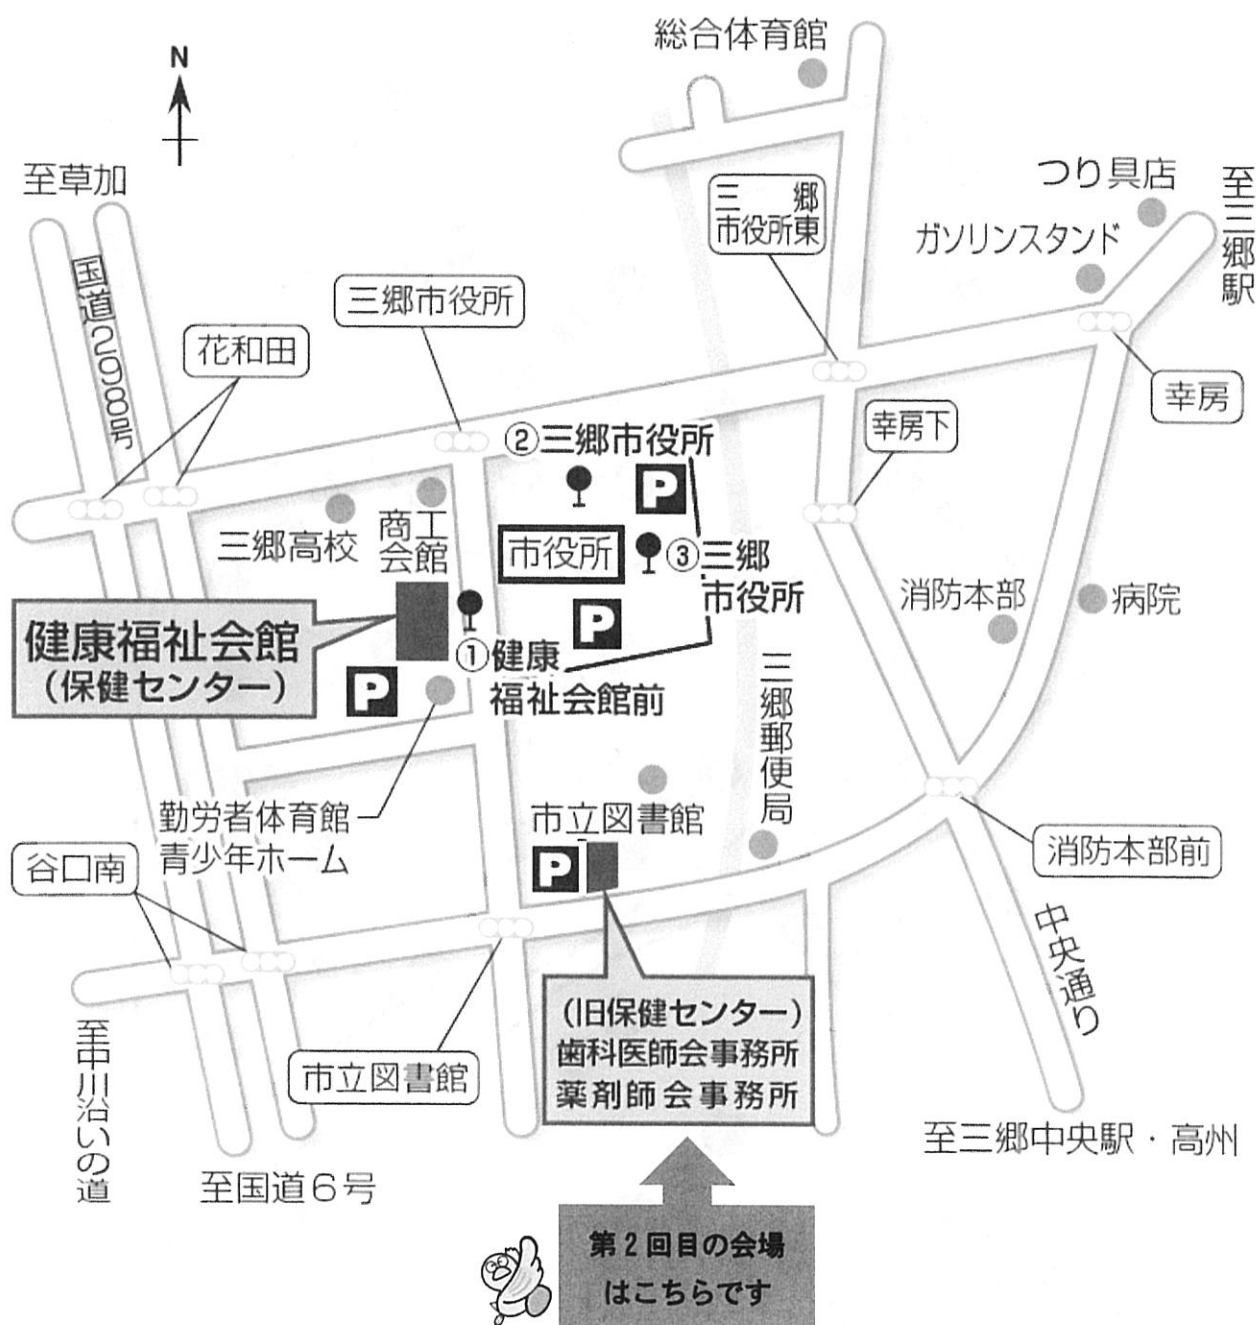 総合体育館
N
至草加
つり具店
至三郷駅
三郷
市役所東
ガソリンスタンド
国道298号
三郷市役所
花和田
幸房
幸房下
②三郷市役所
P
三郷高校
商工
会館
市役所
③三郷
市役所
消防本部
病院
健康福祉会館
(保健センター)
P
①健康
福祉会館前
P
三郷郵便局
勤労者体育館
青少年ホーム
市立図書館
P
谷口南
消防本部前
中央通り
(旧保健センター)
歯科医師会事務所
薬剤師会事務所
市立図書館
至中川沿いの道
至国道6号
至三郷中央駅・高州
第2回目の会場
はこちらです